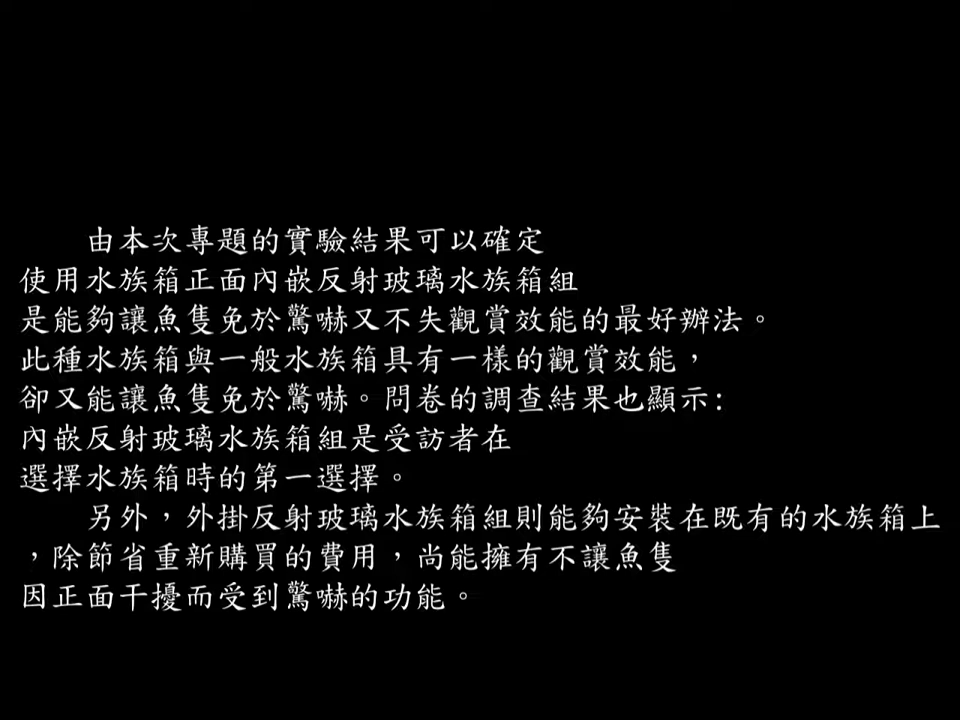 由本次專題的實驗結果可以確定
使用水族箱正面內嵌反射玻璃水族箱組
是能夠讓魚隻免於驚嚇又不失觀賞效能的最好辦法。
此種水族箱與一般水族箱具有一樣的觀賞效能，
卻又能讓魚隻免於驚嚇。問卷的調查結果也顯示:
內嵌反射玻璃水族箱組是受訪者在
選擇水族箱時的第一選擇。
另外，外掛反射玻璃水族箱組則能夠安裝在既有的水族箱上
，除節省重新購買的費用，尚能擁有不讓魚隻
因正面干擾而受到驚嚇的功能。